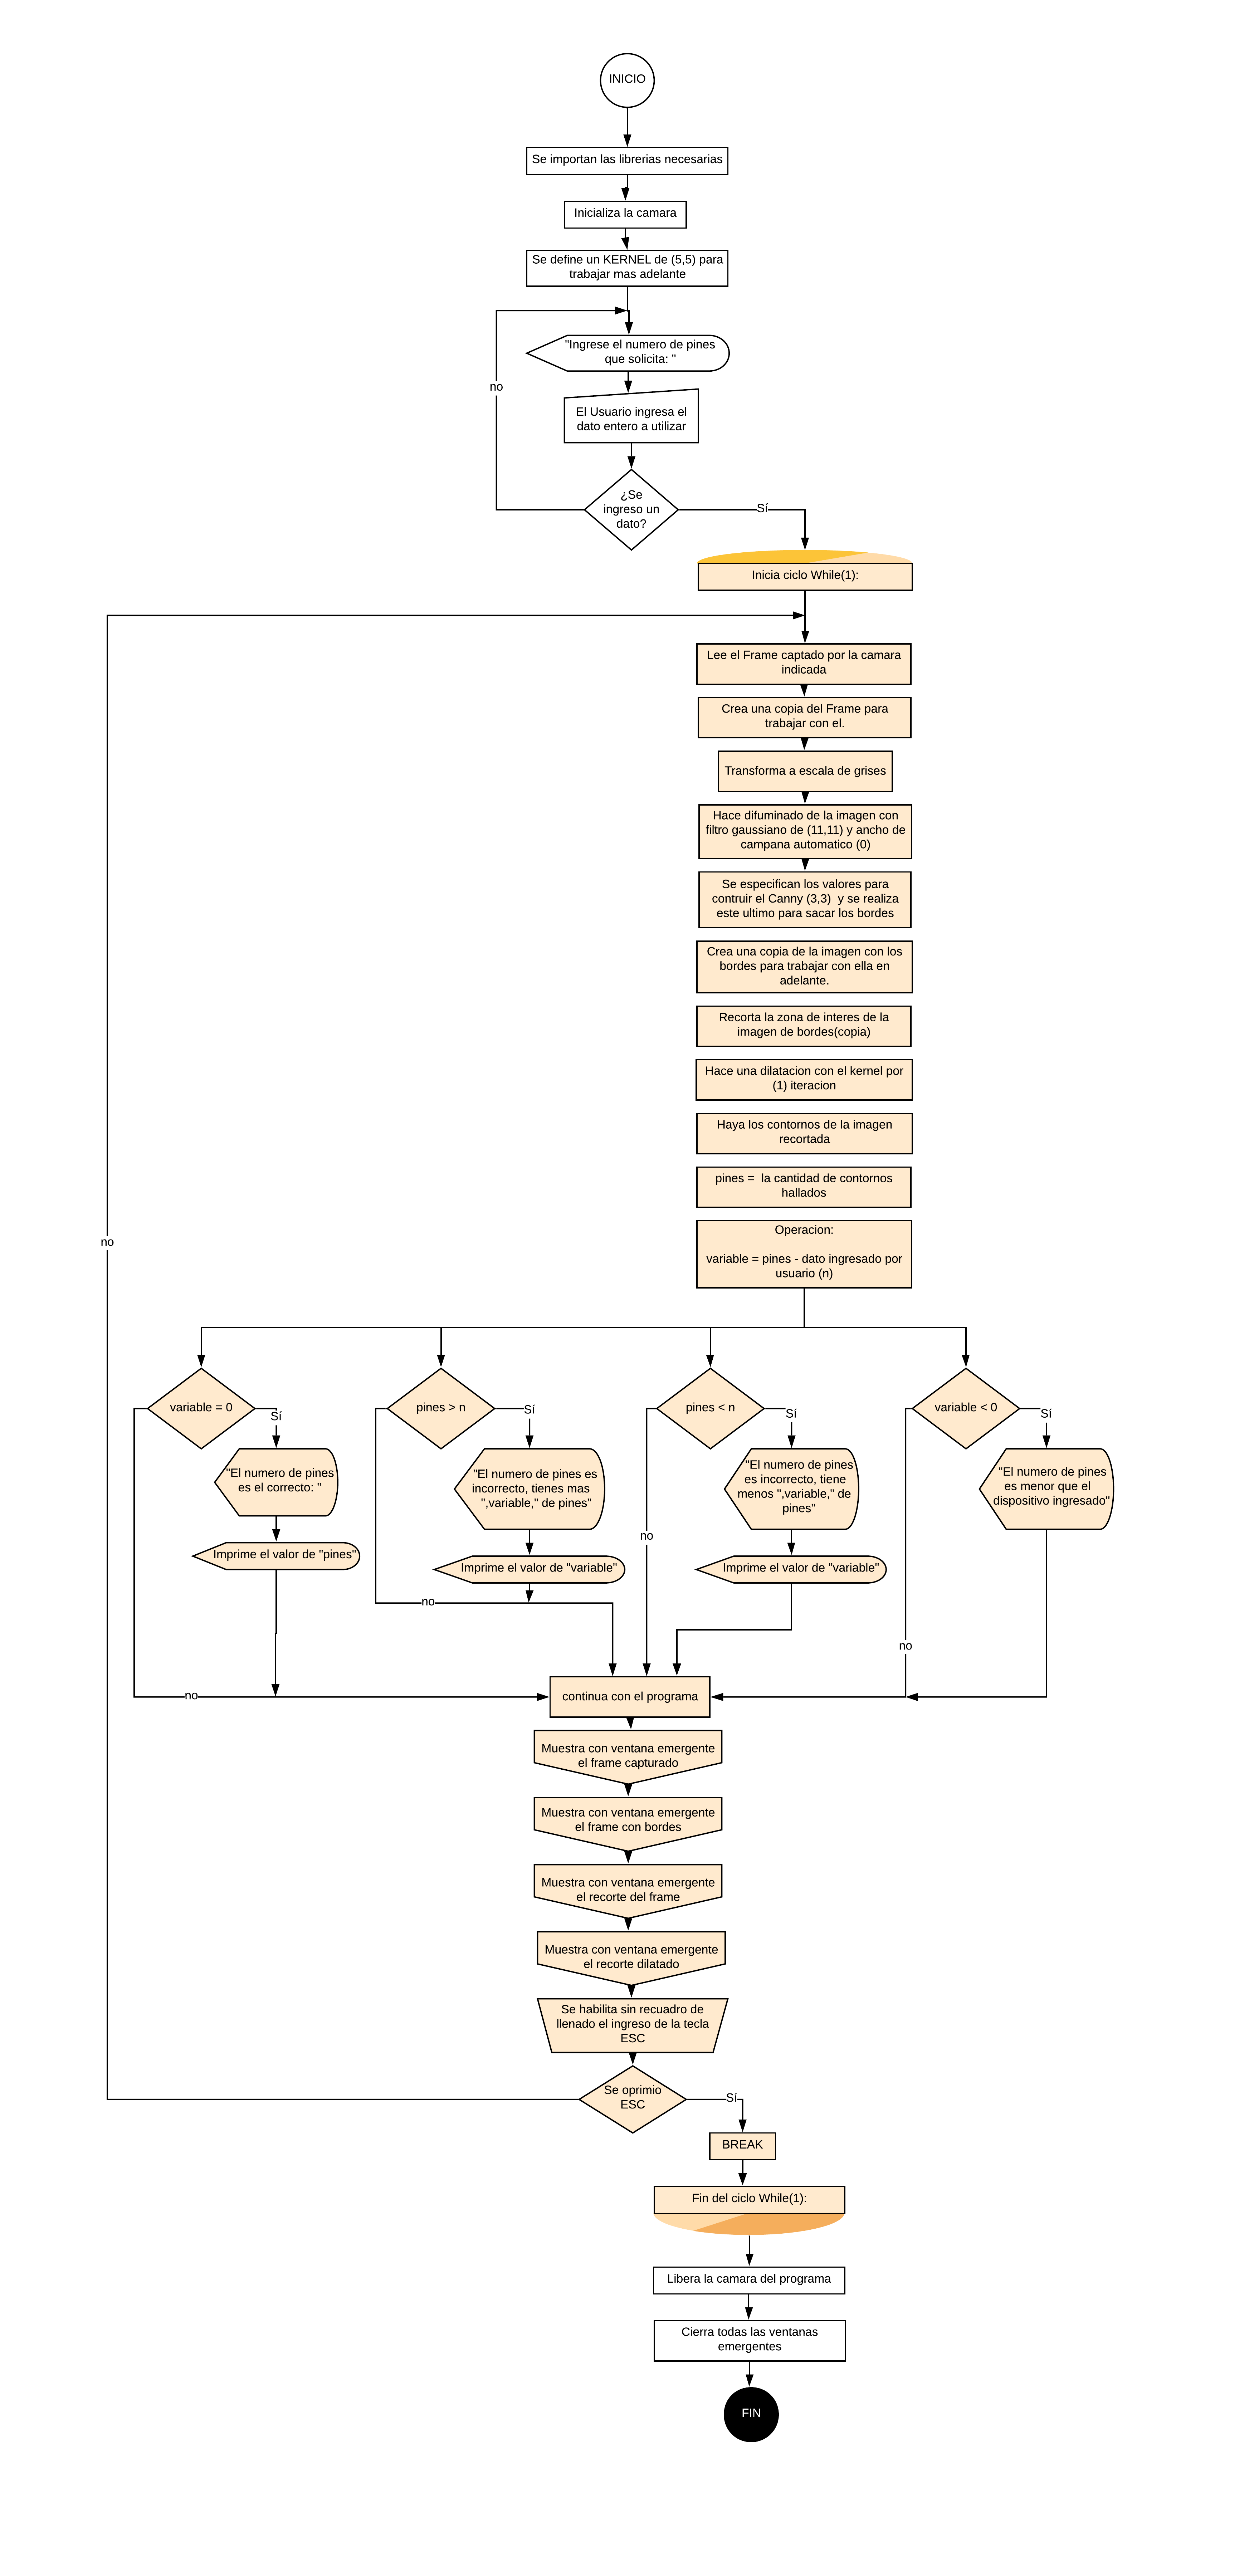 INICIO
Se importan las librerias necesarias
Inicializa la camara
Se define un KERNEL de (5,5) para
trabajar mas adelante
"Ingrese el numero de pines
que solicita: "
no
El Usuario ingresa el
dato entero a utilizar
¿Se
ingreso un
dato?
Sí
Inicia ciclo While(1):
Lee el Frame captado por la camara
indicada
Crea una copia del Frame para
trabajar con el.
Transforma a escala de grises
Hace difuminado de la imagen con
filtro gaussiano de (11,11) y ancho de
campana automatico (0)
Se especifican los valores para
contruir el Canny (3,3)  y se realiza
este ultimo para sacar los bordes
Crea una copia de la imagen con los
bordes para trabajar con ella en
adelante.
Recorta la zona de interes de la
imagen de bordes(copia)
Hace una dilatacion con el kernel por
(1) iteracion
Haya los contornos de la imagen
recortada
pines =  la cantidad de contornos
hallados
Operacion:
variable = pines - dato ingresado por
usuario (n)
no
variable = 0
Sí
"El numero de pines
es el correcto: "
Imprime el valor de "pines"
no
pines > n
Sí
"El numero de pines es
incorrecto, tienes mas
",variable," de pines"
Imprime el valor de "variable"
no
pines < n
Sí
"El numero de pines
es incorrecto, tiene
menos ",variable," de
pines"
Imprime el valor de "variable"
no
variable < 0
Sí
"El numero de pines
es menor que el
dispositivo ingresado"
no
continua con el programa
Muestra con ventana emergente
el frame capturado
Muestra con ventana emergente
el frame con bordes
Muestra con ventana emergente
el recorte del frame
Muestra con ventana emergente
el recorte dilatado
Se habilita sin recuadro de
llenado el ingreso de la tecla
ESC
Se oprimio
ESC
Sí
BREAK
Fin del ciclo While(1):
Libera la camara del programa
Cierra todas las ventanas
emergentes
FIN